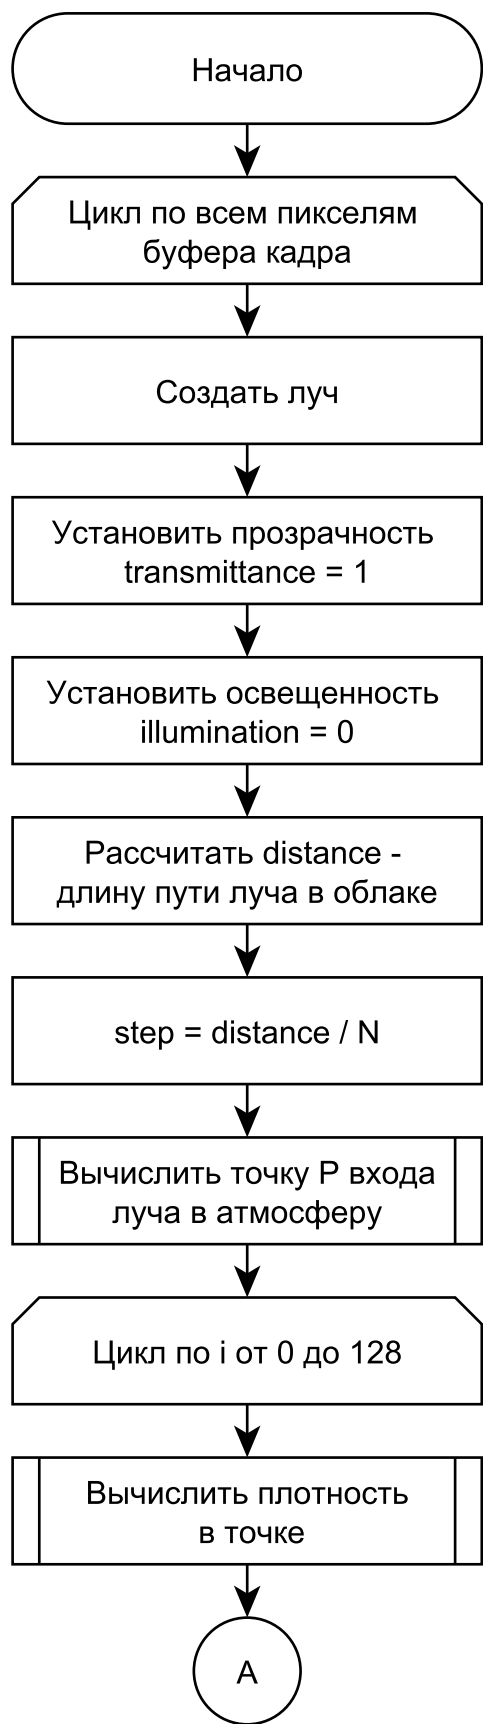 Начало
Цикл по всем пикселям
буфера кадра
Создать луч
Установить прозрачность
transmittance = 1
Установить освещенность
illumination = 0
Рассчитать distance -
длину пути луча в облаке
step = distance / N
Вычислить точку P входа
луча в атмосферу
Цикл по i от 0 до 128
Вычислить плотность
в точке
A